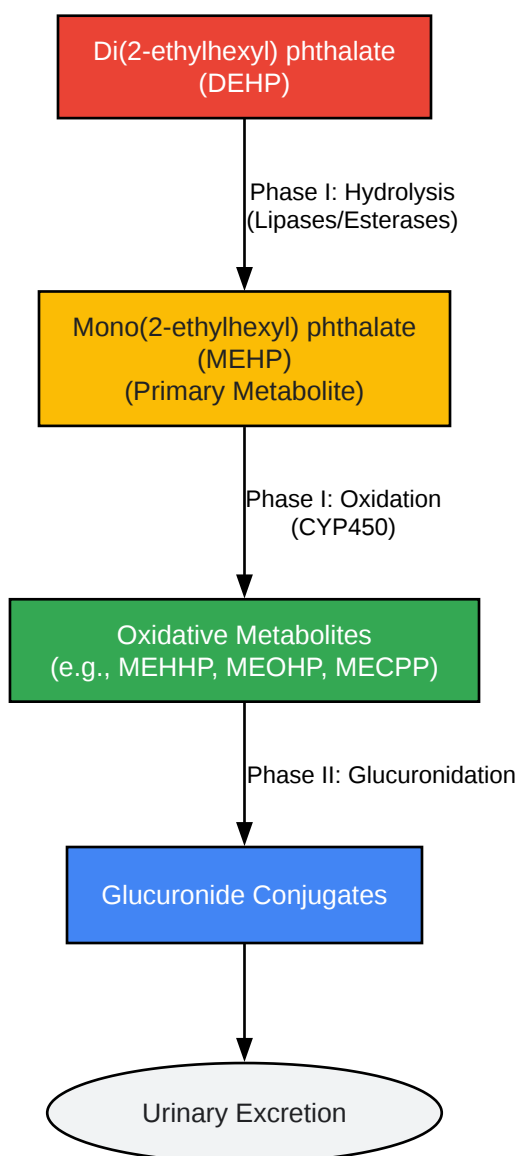 Di(2-ethylhexyl) phthalate
(DEHP)
Phase I: Hydrolysis
(Lipases/Esterases)
Mono(2-ethylhexyl) phthalate
(MEHP)
(Primary Metabolite)
Phase I: Oxidation
(CYP450)
Oxidative Metabolites
(e.g., MEHHP, MEOHP, MECPP)
Phase II: Glucuronidation
Glucuronide Conjugates
Urinary Excretion